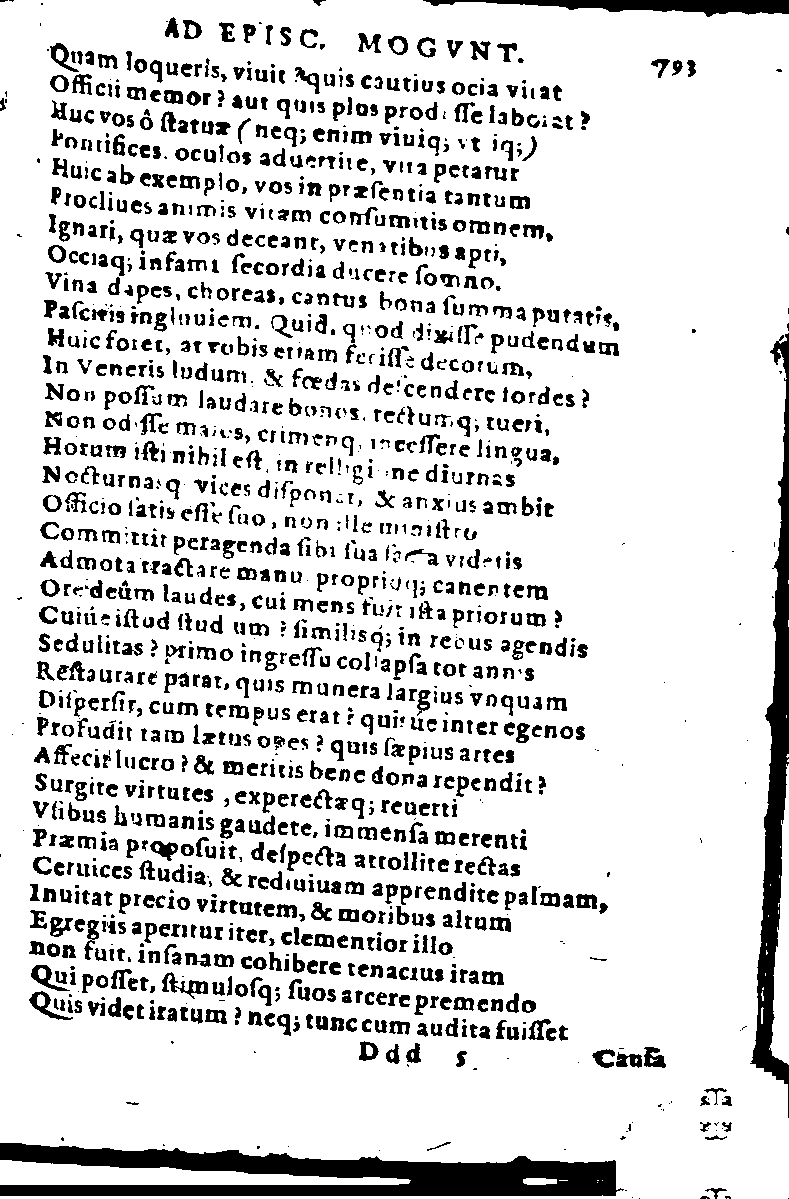 AD EPISC. MOGVNT. 793
Quam loqueris, viuit ? quis cautius ocia vitat
Officii memor ? aut quis plus prodesse laborat ?
Huc vos ô statuæ ( neq; enim viuiq; vt iq;)
Pontifices. oculos aduertite, vita petatur
Huic ab exemplo, vos in præsentia tantum
Procliues animis vitam consumitis omnem,
Ignari, quæ vos deceant, venatibus apti,
Occiaq; infami secordia ducere somno.
Vina dapes, choreas, cantus bona summa putatis,
Pascitis ingluuiem. Quid, quod dixisse pudendum
Huic foret, at vobis etiam fecisse decorum,
In Veneris ludum, & fœdas descendere sordes ?
Non possum laudare bonos, rectumq; tueri,
Non odisse malos, crimenq, incessere lingua,
Horum isti nihil est, in religione diurnas
Nocturnasq vices disponat, & anxius ambit
Officio satis esse suo, non ille ministro
Committit peragenda sibi sua sacra videtis
Admota tractare manu propriuq; canentem
Ore deûm laudes, cui mens fuit ista priorum ?
Cuiúe istud studium ? similisq; in rebus agendis
Sedulitas ? primo ingressu collapsa tot annis
Restaurare parat, quis munera largius vnquam
Dispersit, cum tempus erat ? quisúe inter egenos
Profudit tam lætus opes ? quis sæpius artes
Affecit lucro ? & meritis bene dona rependit ?
Surgite virtutes , experectæq; reuerti
Vsibus humanis gaudete, immensa merenti
Præmia proposuit, despecta attollite rectas
Ceruices studia, & rediuiuam apprendite palmam,
Inuitat precio virtutem, & moribus altum
Egregiis aperitur iter, clementior illo
non fuit, insanam cohibere tenacius iram
Qui posset, stimulosq; suos arcere premendo
Quis videt iratum ? neq; tunc cum audita fuisset
Ddd 5 Causa